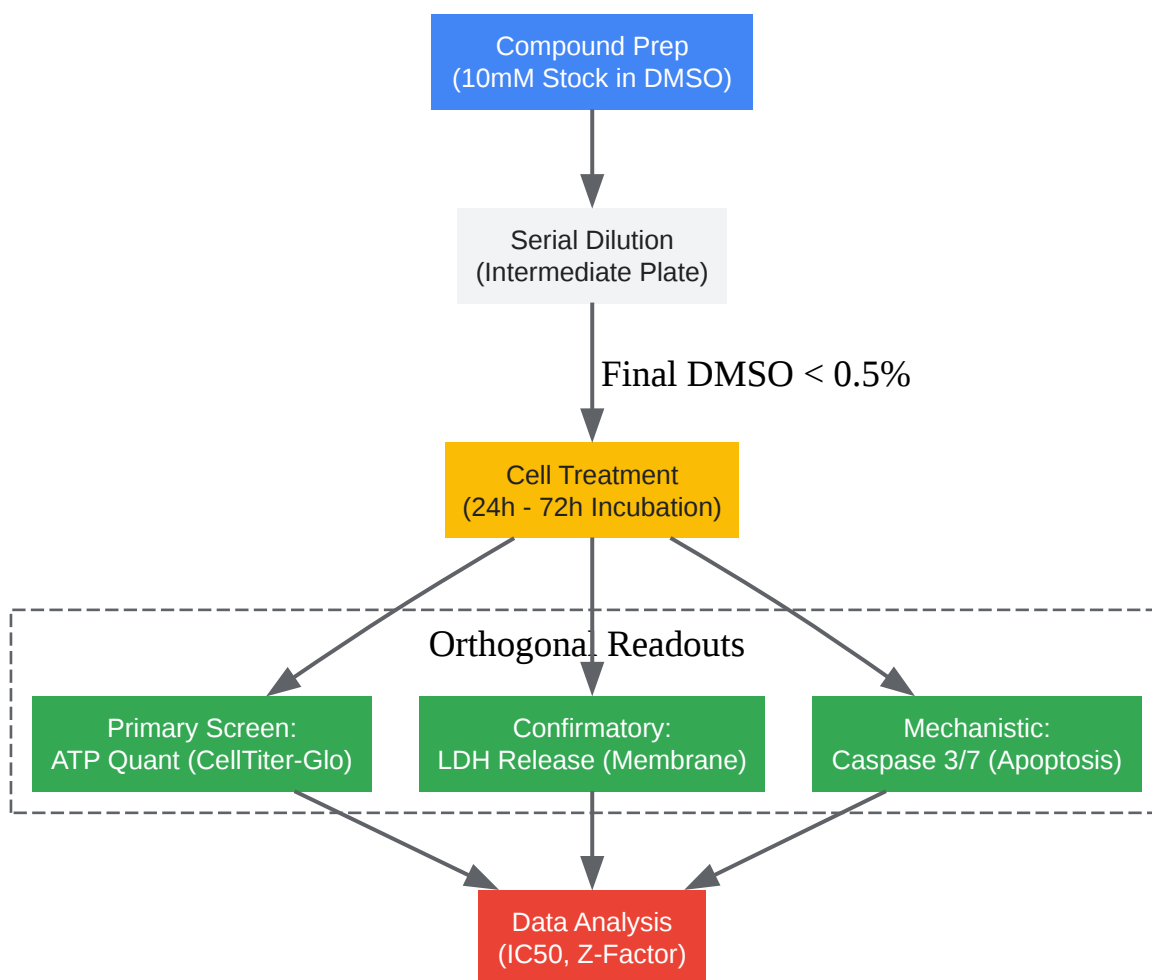 Compound Prep
(10mM Stock in DMSO)
Serial Dilution
(Intermediate Plate)
Final DMSO < 0.5%
Cell Treatment
(24h - 72h Incubation)
Orthogonal Readouts
Primary Screen:
ATP Quant (CellTiter-Glo)
Confirmatory:
LDH Release (Membrane)
Mechanistic:
Caspase 3/7 (Apoptosis)
Data Analysis
(IC50, Z-Factor)